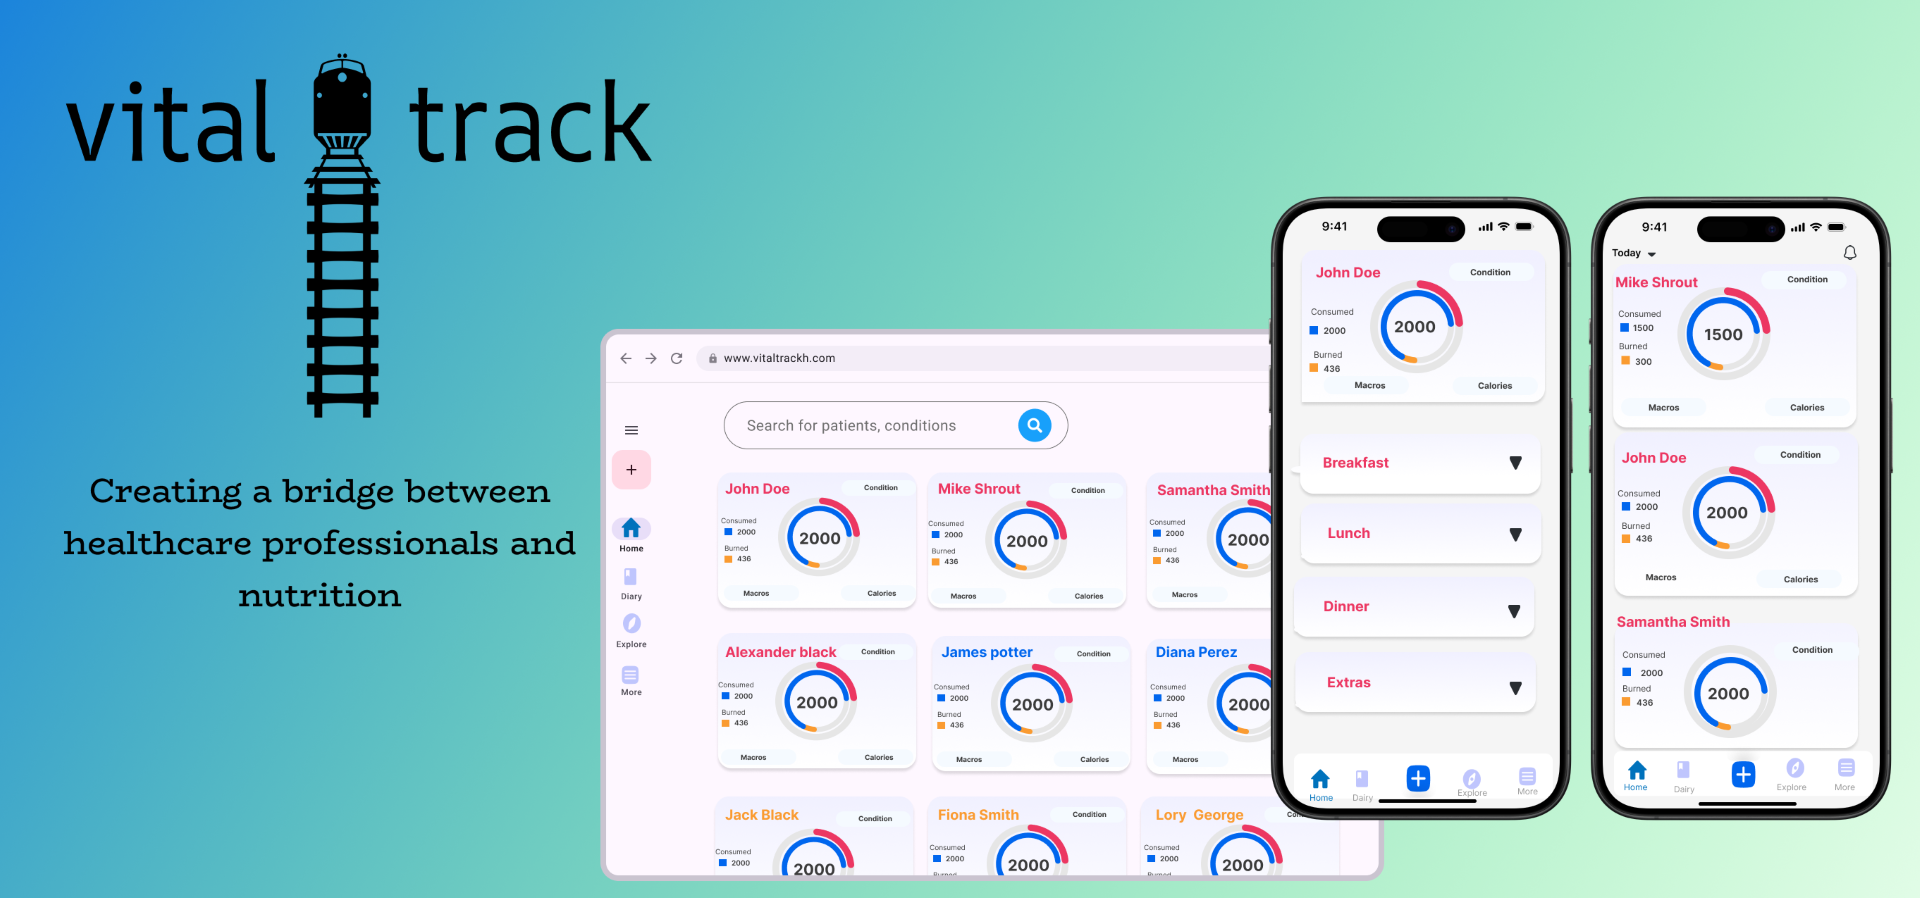 vital track
Creating a bridge between
healthcare professionals and
nutrition
www.vitaltrackh.com
Search for patients, conditions
+
Home
Diary
Explore
More
John Doe
Condition
Consumed
2000
Burned
436
2000
Macros
Calories
Mike Shrout
Condition
Consumed
2000
Burned
436
2000
Macros
Calories
Samantha Smith
Consumed
2000
Burned
436
2000
Macros
Alexander black
Condition
Consumed
2000
Burned
436
2000
Macros
Calories
James potter
Condition
Consumed
2000
Burned
436
2000
Macros
Calories
Diana Perez
Consumed
2000
Burned
436
2000
Macros
Jack Black
Condition
Consumed
2000
2000
Fiona Smith
Condition
Consumed
2000
2000
Lory George
Consumed
2000
2000
9:41
John Doe
Condition
Consumed
2000
Burned
436
2000
Macros
Calories
Breakfast
Lunch
Dinner
Extras
Home
Dairy
+
Explore
More
9:41
Today
Mike Shrout
Condition
Consumed
1500
Burned
300
1500
Macros
Calories
John Doe
Condition
Consumed
2000
Burned
436
2000
Macros
Calories
Samantha Smith
Condition
Consumed
2000
Burned
436
2000
Home
Dairy
+
Explore
More